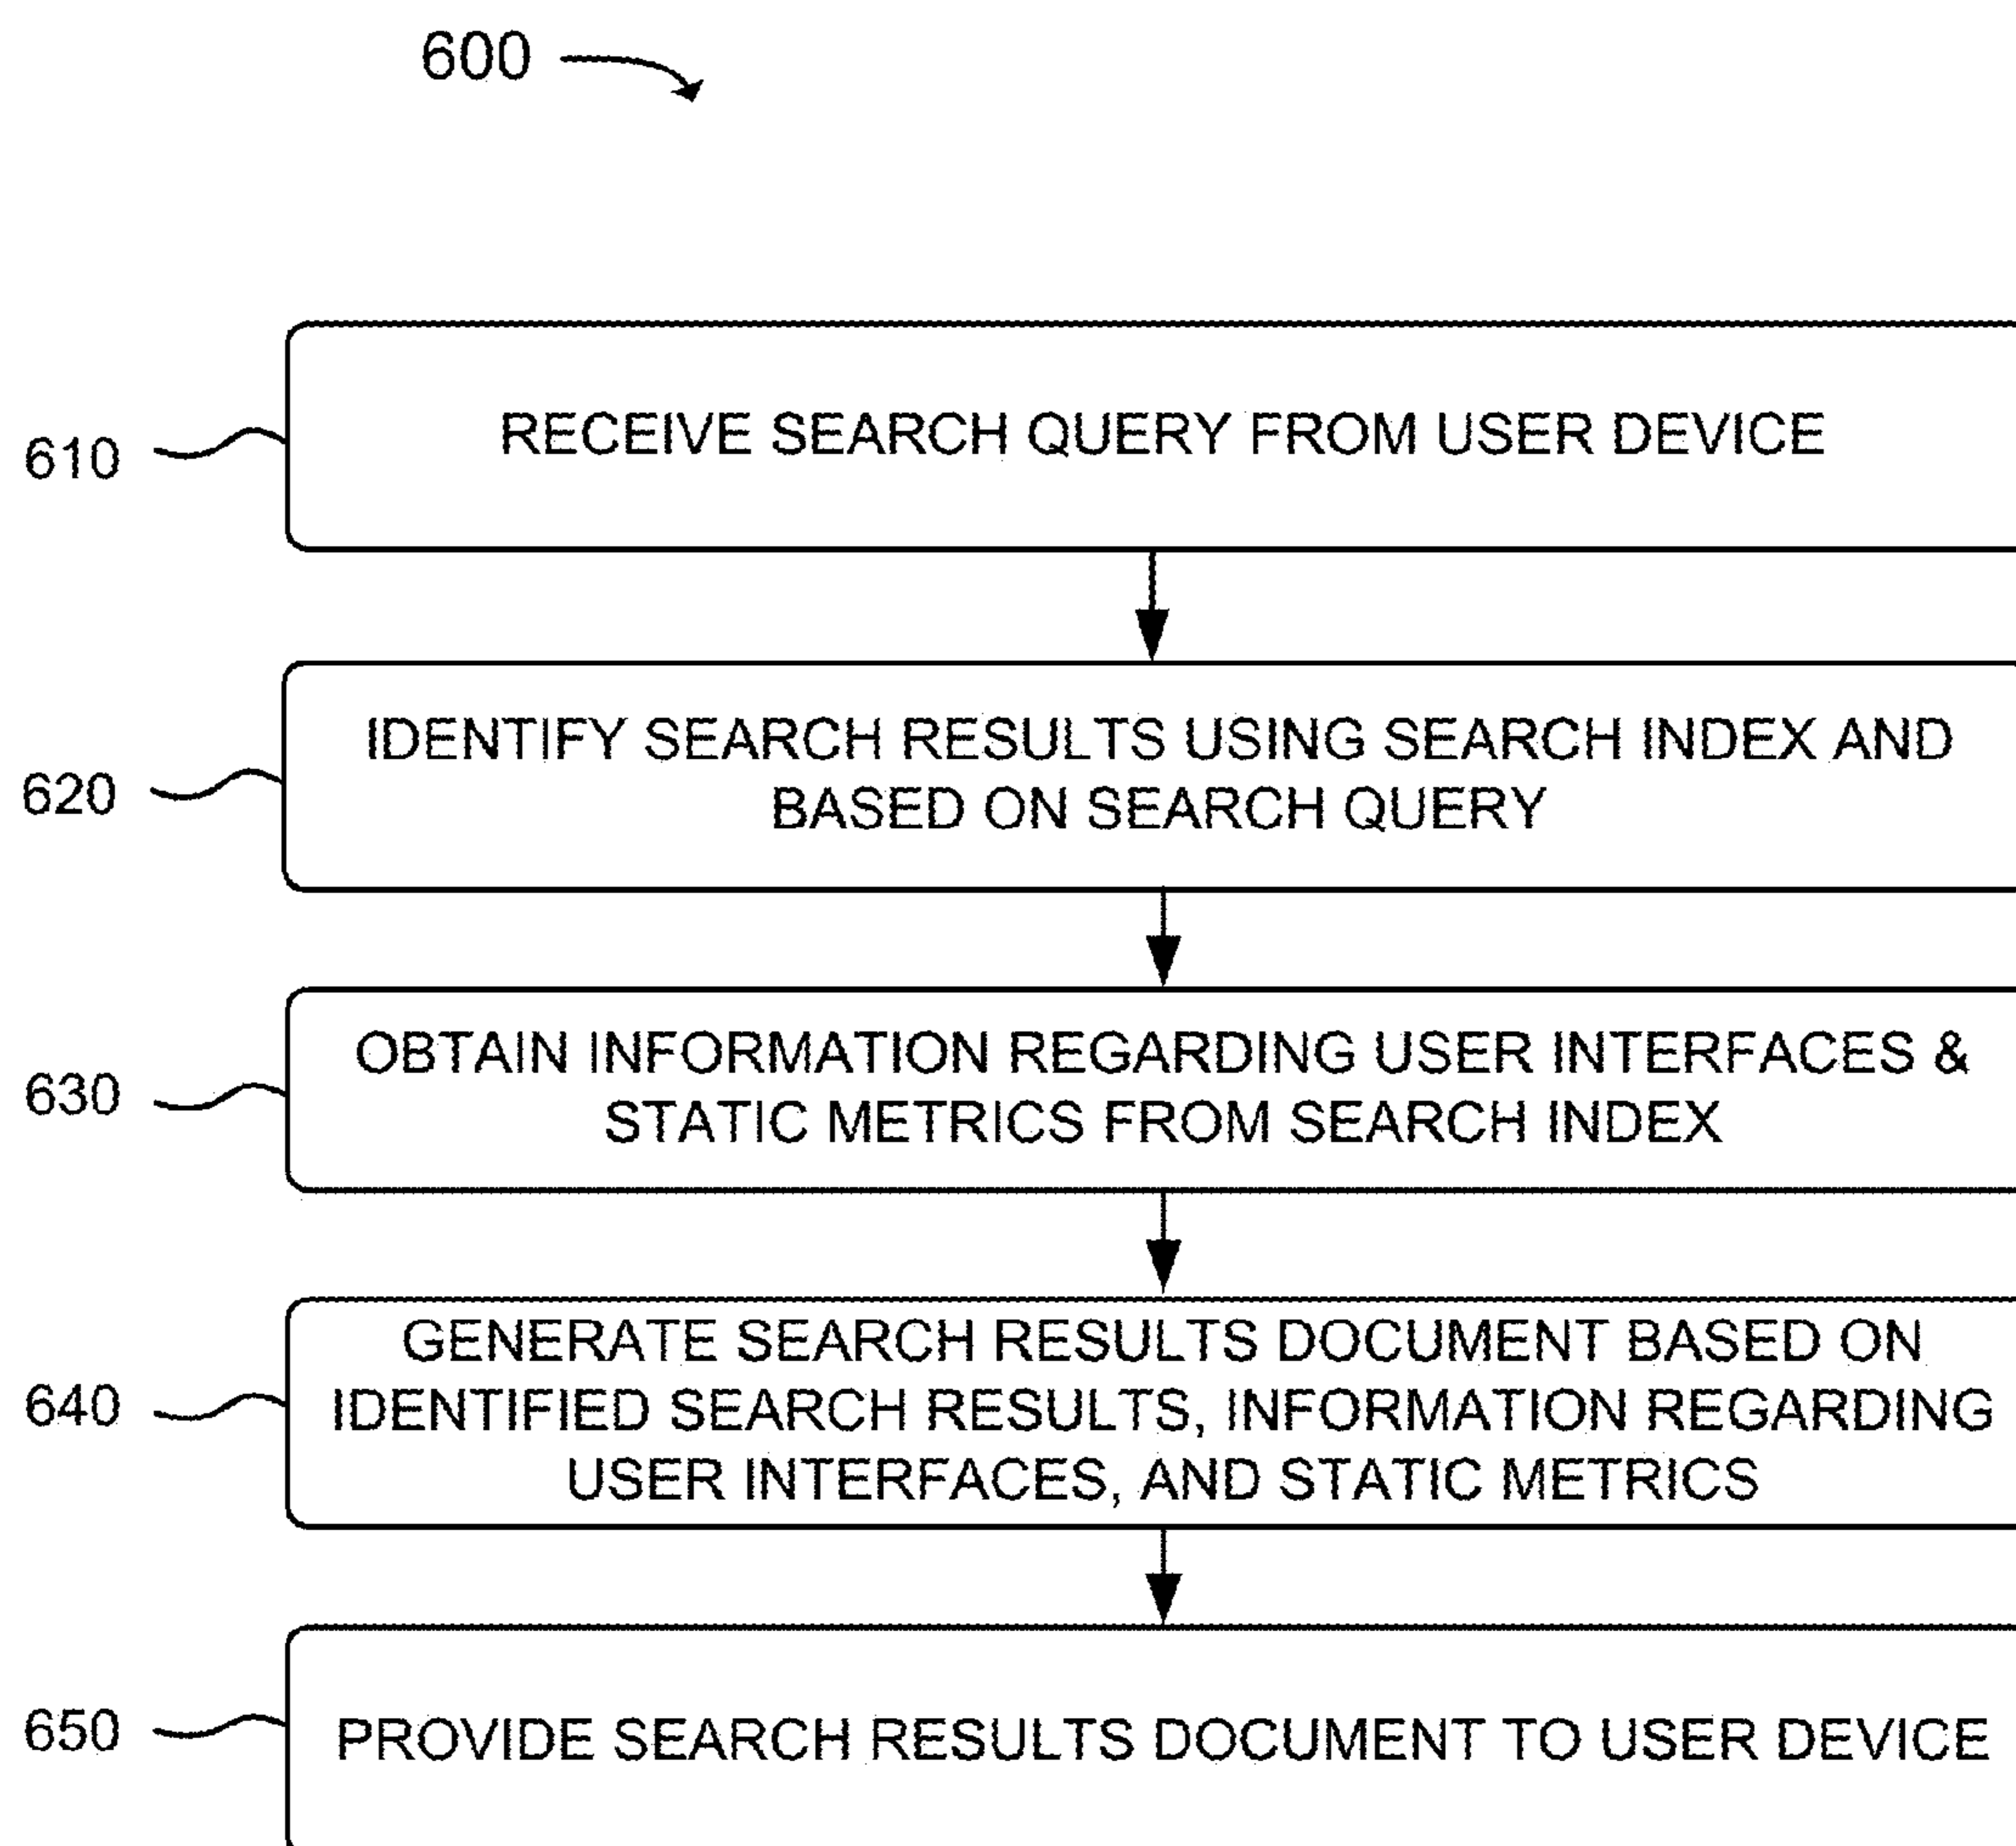 600
610
RECEIVE SEARCH QUERY FROM USER DEVICE
620
IDENTIFY SEARCH RESULTS USING SEARCH INDEX AND
BASED ON SEARCH QUERY
630
OBTAIN INFORMATION REGARDING USER INTERFACES &
STATIC METRICS FROM SEARCH INDEX
640
GENERATE SEARCH RESULTS DOCUMENT BASED ON
IDENTIFIED SEARCH RESULTS, INFORMATION REGARDING
USER INTERFACES, AND STATIC METRICS
650
PROVIDE SEARCH RESULTS DOCUMENT TO USER DEVICE